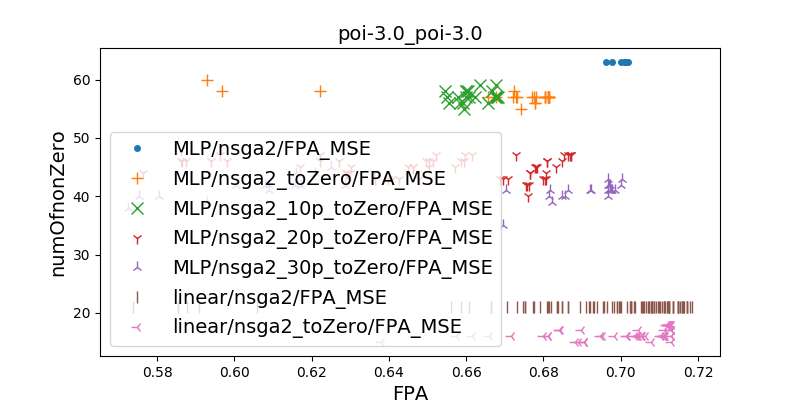 poi-3.0_poi-3.0
numOfnonZero
60
50
40
30
20
MLP/nsga2/FPA_MSE
MLP/nsga2_toZero/FPA_MSE
MLP/nsga2_10p_toZero/FPA_MSE
MLP/nsga2_20p_toZero/FPA_MSE
MLP/nsga2_30p_toZero/FPA_MSE
linear/nsga2/FPA_MSE
linear/nsga2_toZero/FPA_MSE
0.58 0.60 0.62 0.64 0.66 0.68 0.70 0.72
FPA